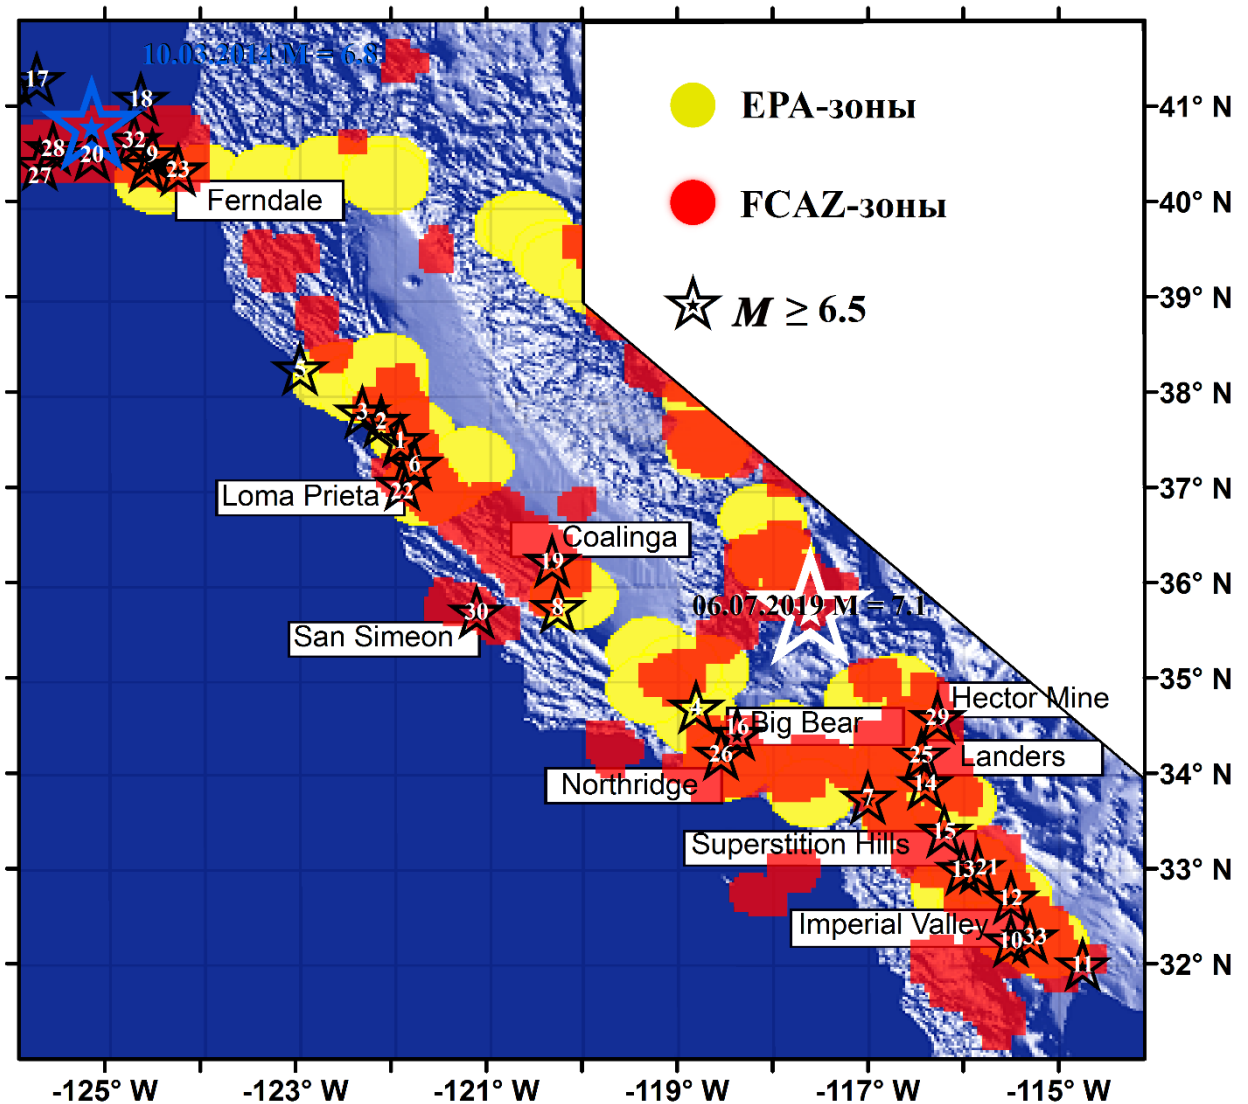 10.03.2014 M = 6.8
17
18
28
20
32
9
23
27
Ferndale
EPA-зоны
FCAZ-зоны
M ≥ 6.5
5
3
2
1
6
22
Loma Prieta
19
Coalinga
8
30
San Simeon
06.07.2019 M = 7.1
4
16
Big Bear
26
Northridge
Hector Mine
29
25
Landers
14
7
15
Superstition Hills
13
21
12
Imperial Valley
10
33
11
41° N
40° N
39° N
38° N
37° N
36° N
35° N
34° N
33° N
32° N
-125° W
-123° W
-121° W
-119° W
-117° W
-115° W